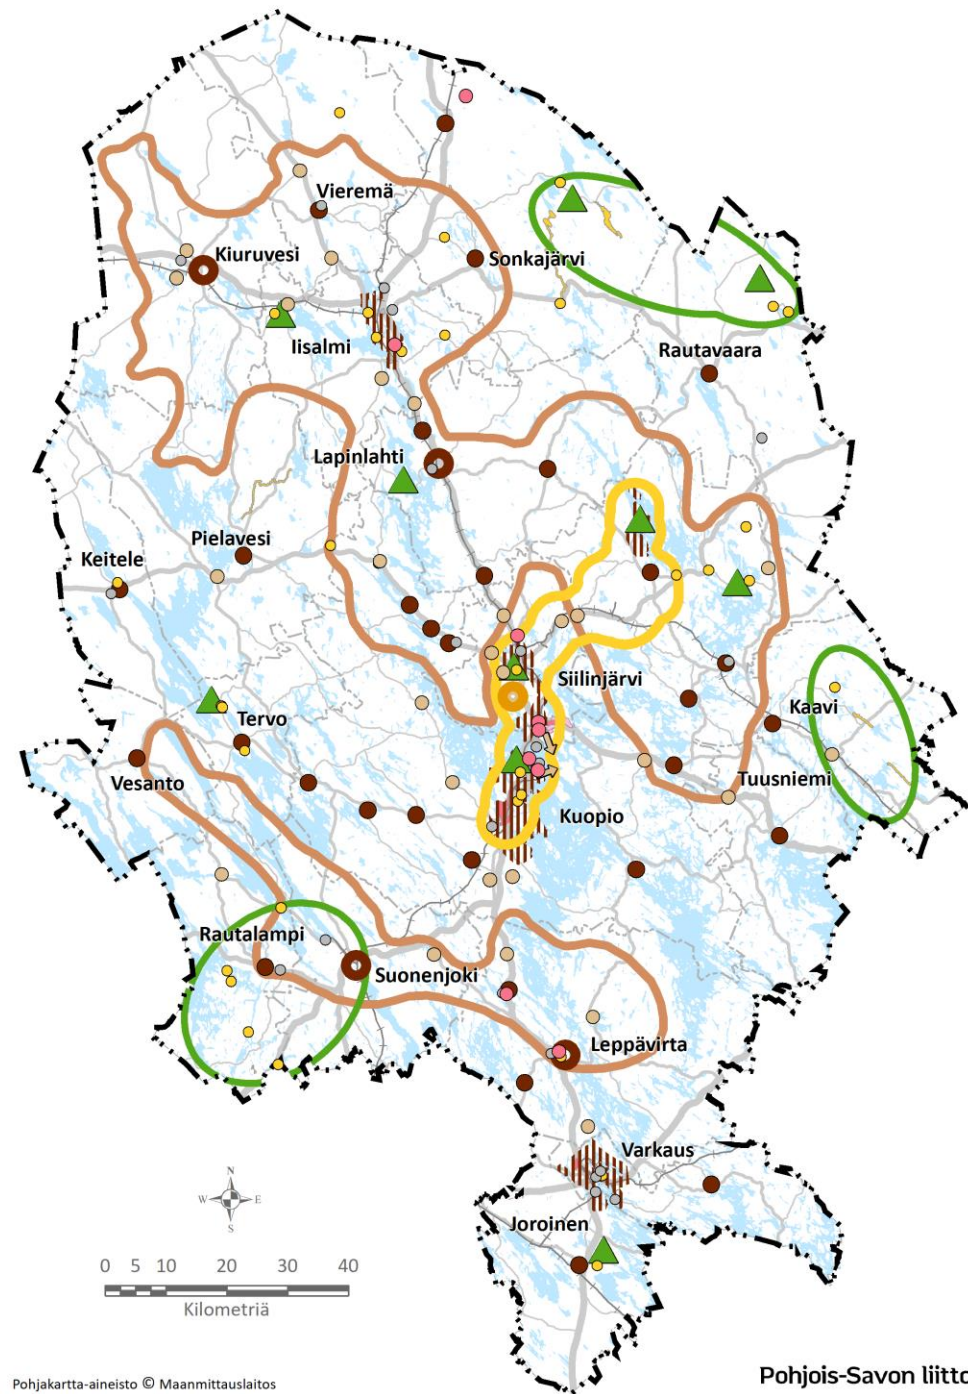 Vieremä
Kiuruvesi
Sonkajärvi
Iisalmi
Rautavaara
Lapinlahti
Pielavesi
Keitele
Siilinjärvi
Kaavi
Tervo
Vesanto
Tuusniemi
Kuopio
Rautalampi
Suonenjoki
Leppävirta
Varkaus
N
W E
S
Joroinen
0 5 10 20 30 40
Kilometriä
Pohjois-Savon liitto
Pohjakartta-aineisto © Maanmittauslaitos